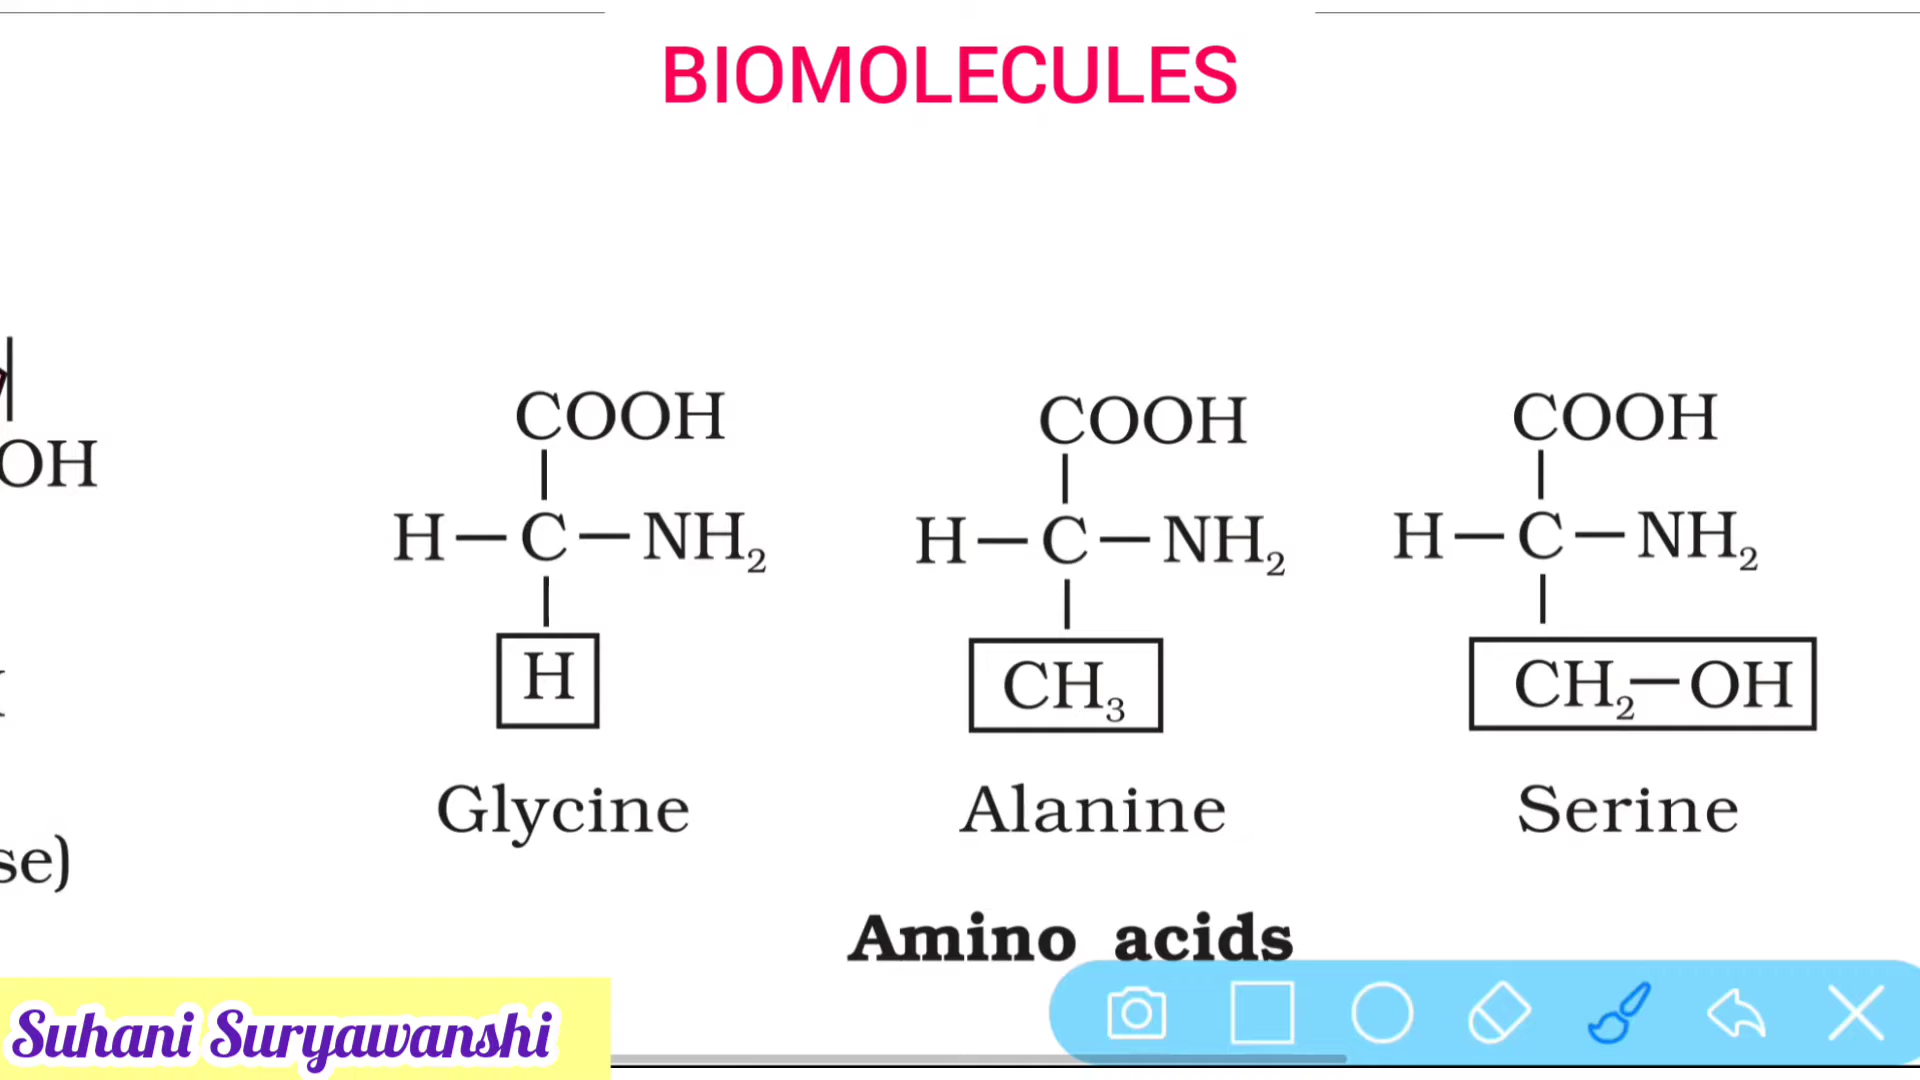 BIOMOLECULES
COOH COOH COOH
OH
H—C—NH₂ H—C—NH₂ H—C—NH₂
H CH₃ CH₂—OH
Glycine Alanine Serine
se)
Amino acids
Suhani Suryawanshi